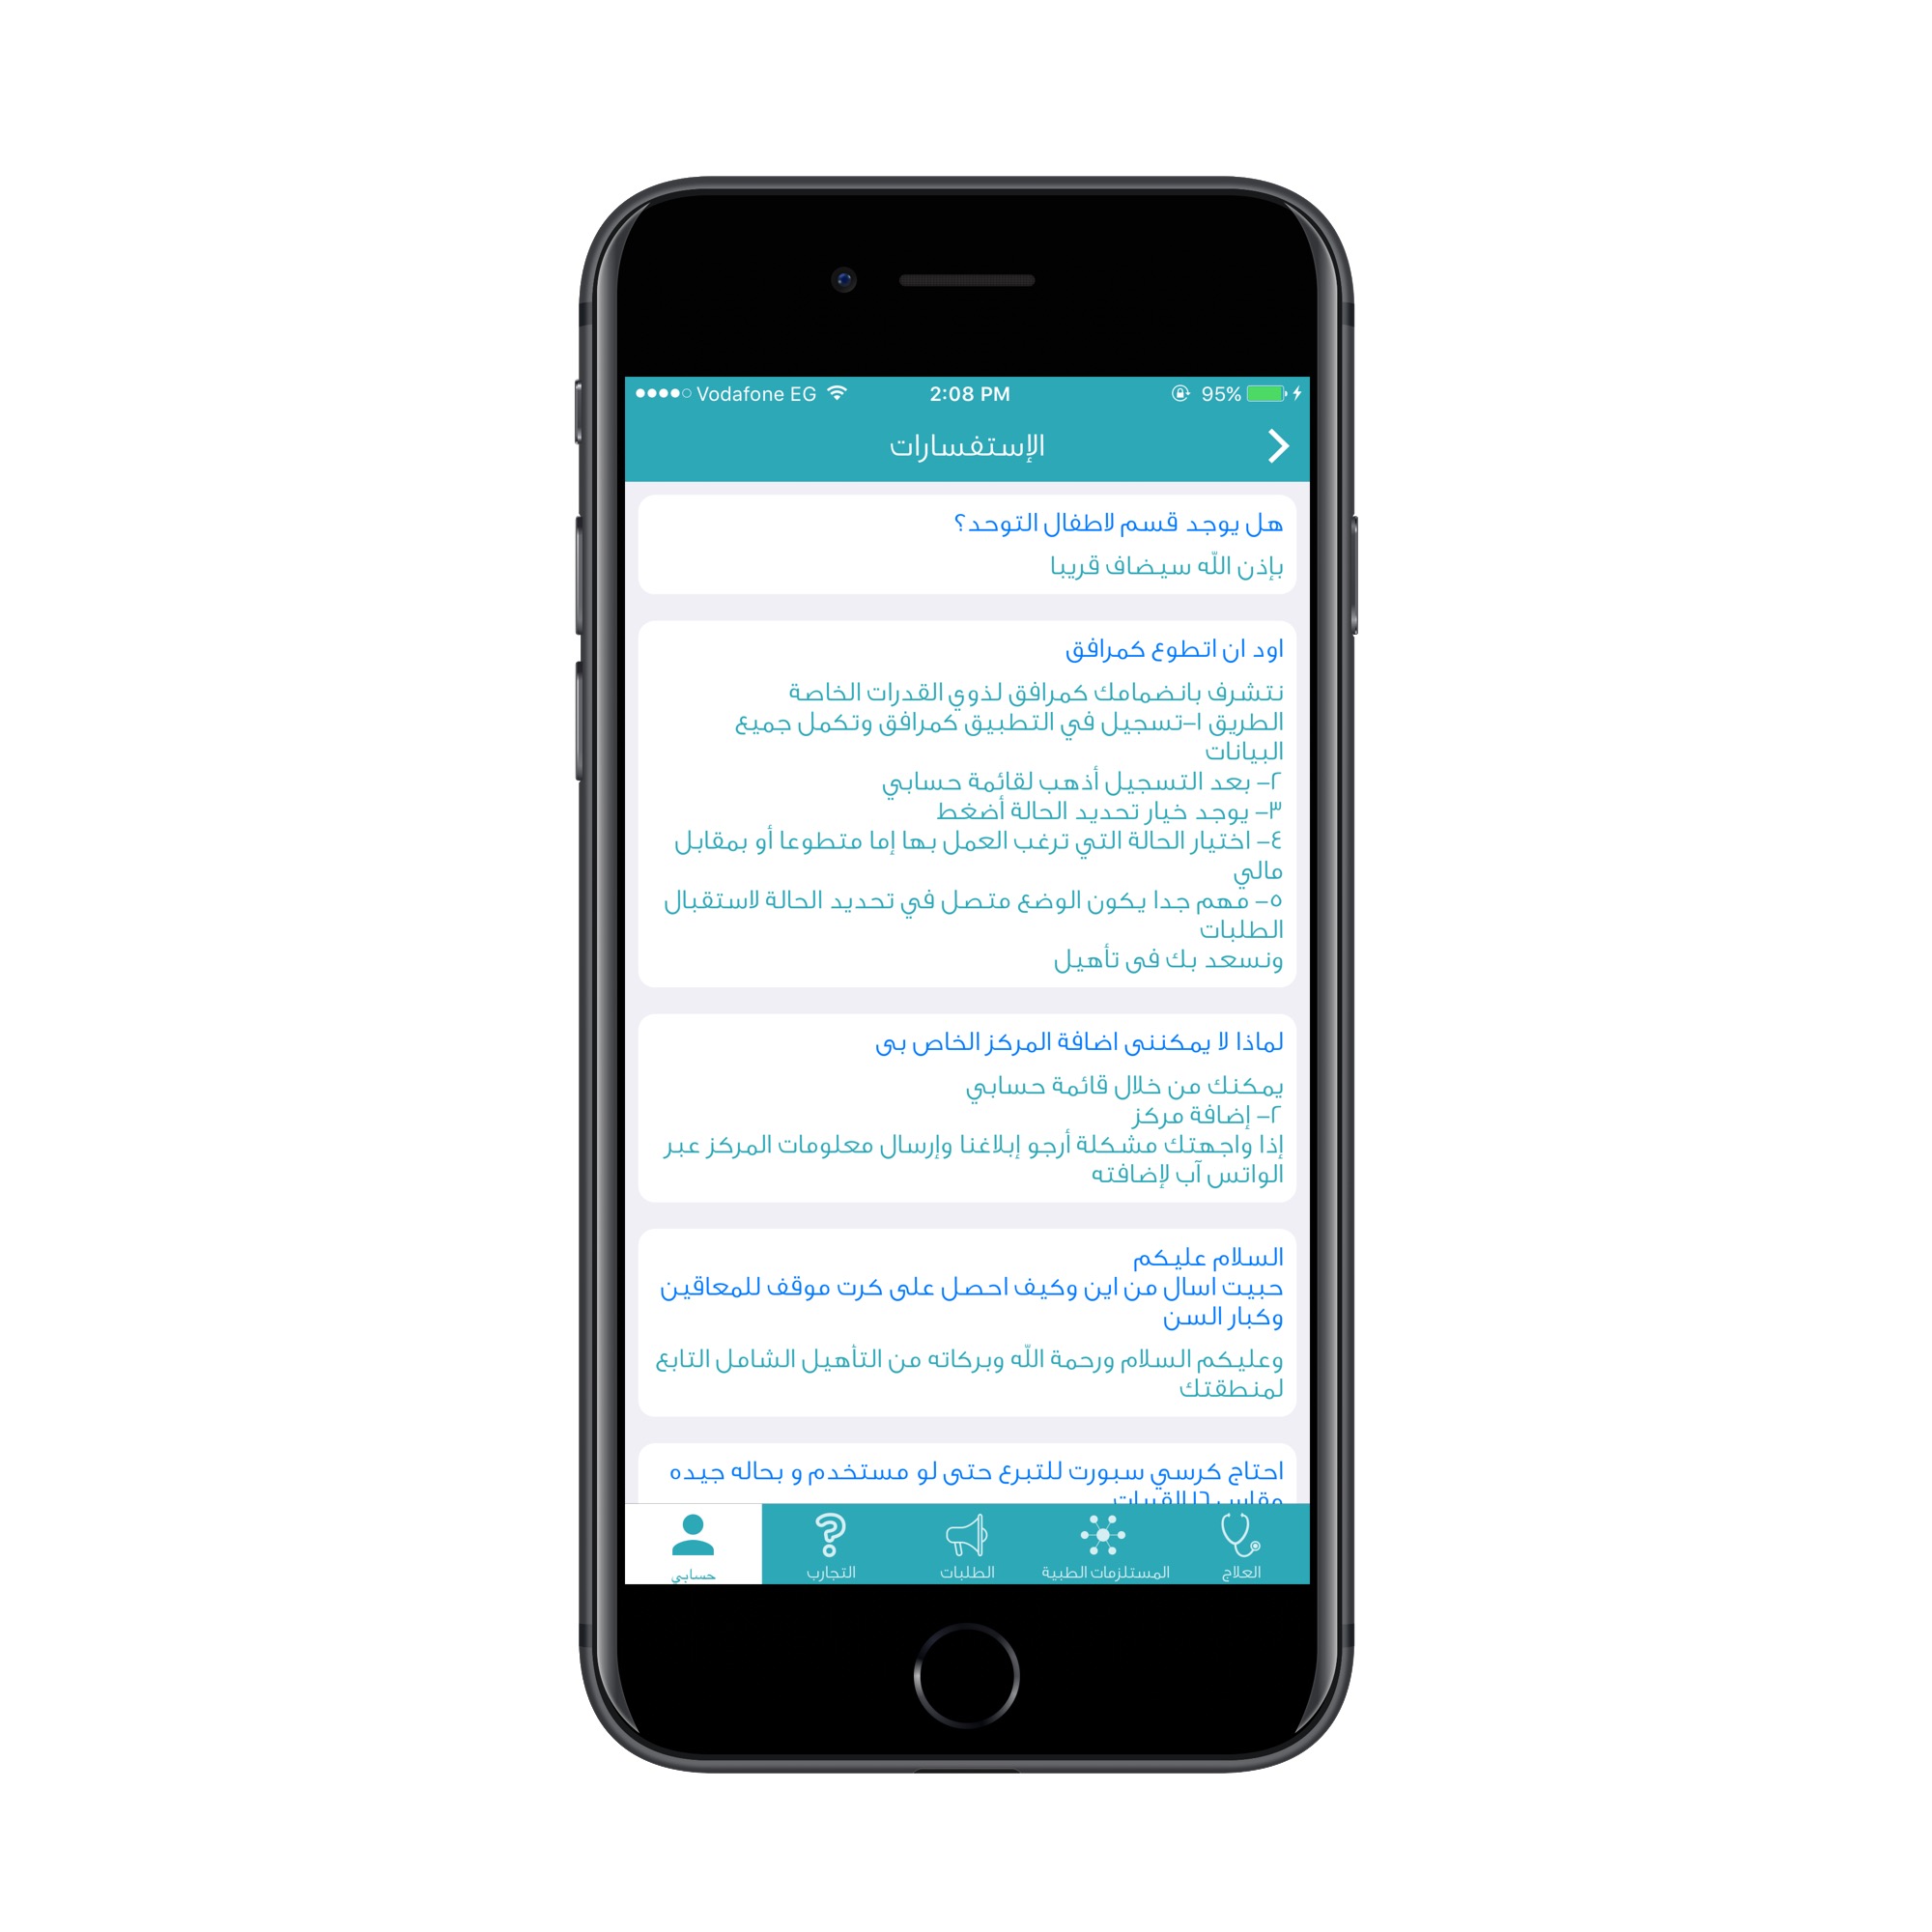 Vodafone EG 2:08 PM 95%
الإستفسارات
هل يوجد قسم لاطفال التوحد؟
بإذن الله سيضاف قريبا
اود ان اتطوع كمرافق
نتشرف بانضمامك كمرافق لذوي القدرات الخاصة
الطريق ١-تسجيل في التطبيق كمرافق وتكمل جميع
البيانات
٢- بعد التسجيل أذهب لقائمة حسابي
٣- يوجد خيار تحديد الحالة أضغط
٤- اختيار الحالة التي ترغب العمل بها إما متطوعا أو بمقابل
مالي
٥- مهم جدا يكون الوضع متصل في تحديد الحالة لاستقبال
الطلبات
ونسعد بك فى تأهيل
لماذا لا يمكننى اضافة المركز الخاص بى
يمكنك من خلال قائمة حسابي
٢- إضافة مركز
إذا واجهتك مشكلة أرجو إبلاغنا وإرسال معلومات المركز عبر
الواتس آب لإضافته
السلام عليكم
حبيت اسال من اين وكيف احصل على كرت موقف للمعاقين
وكبار السن
وعليكم السلام ورحمة الله وبركاته من التأهيل الشامل التابع
لمنطقتك
احتاج كرسي سبورت للتبرع حتى لو مستخدم و بحاله جيده
العلاج
المستلزمات الطبية
الطلبات
التجارب
حسابي